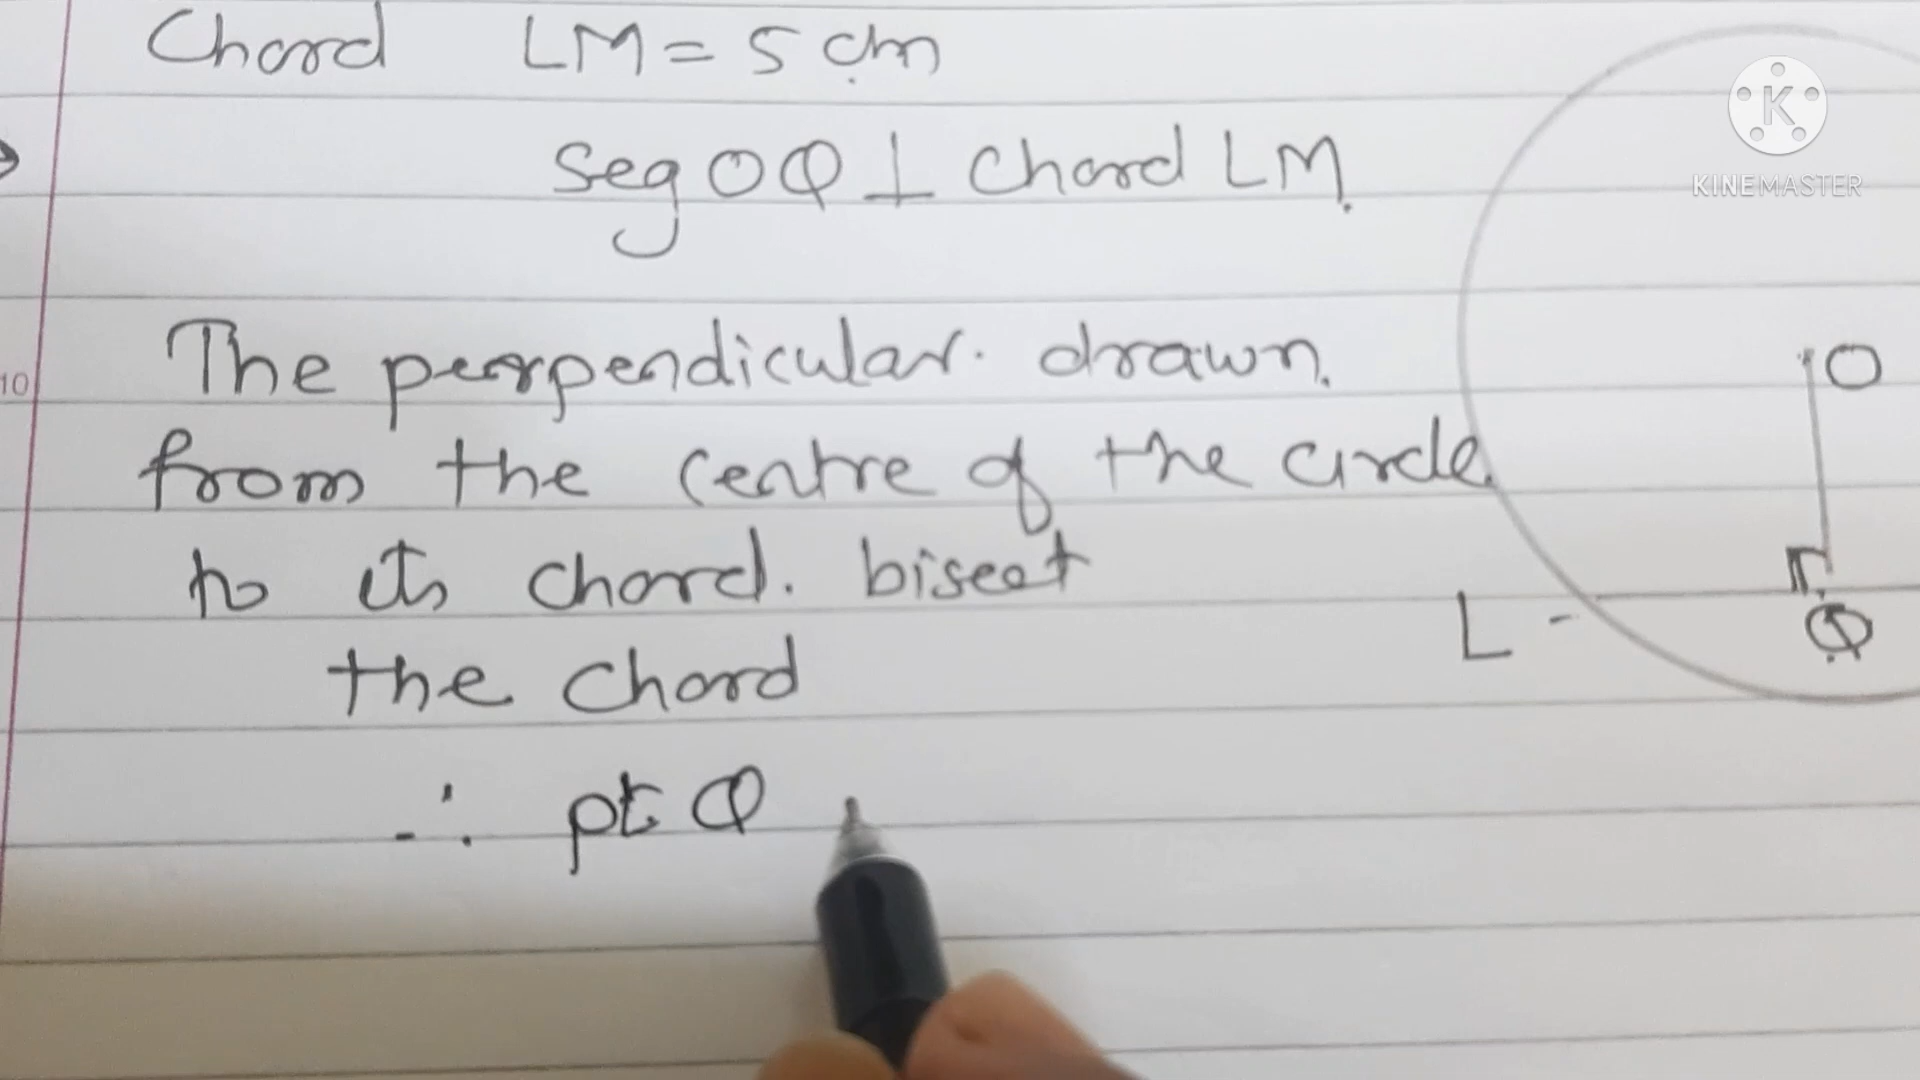 Chord LM = 5 cm
K
KINEMASTER
seg OQ ⊥ chord LM.
10
The perpendicular. drawn.
from the centre of the circle
to its chord. bisect
the chord
∴ pt Q
O
L
Q